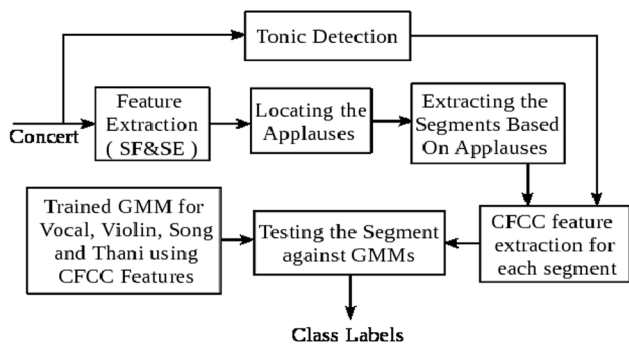 Tonic Detection
Concert
Feature
Extraction
( SF&SE )
Locating the
Applauses
Extracting the
Segments Based
On Applauses
Trained GMM for
Vocal, Violin, Song
and Thani using
CFCC Features
Testing the Segment
against GMMs
CFCC feature
extraction for
each segment
Class Labels